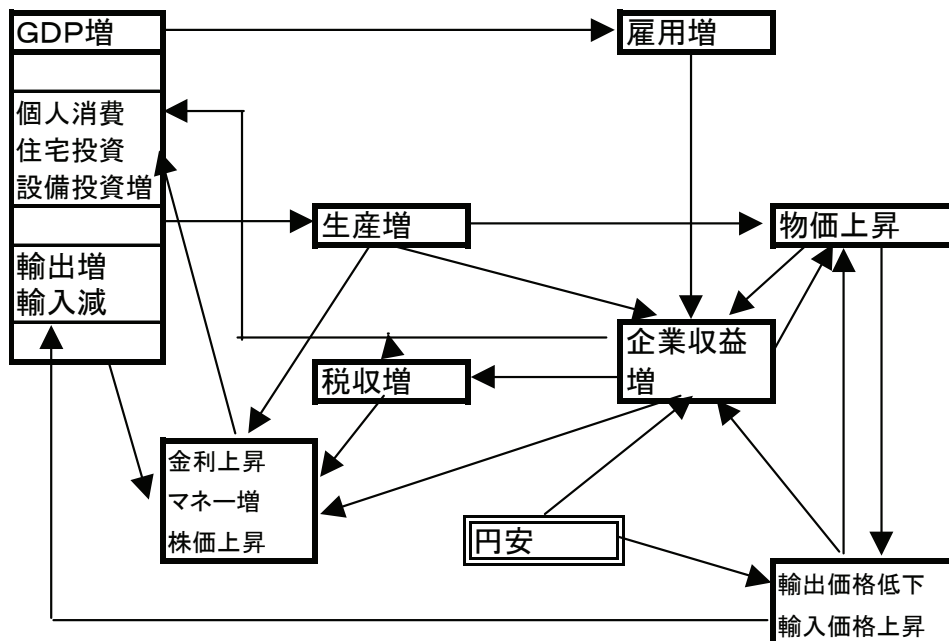 GDP増
雇用増
個人消費
住宅投資
設備投資増
生産増
物価上昇
輸出増
輸入減
企業収益
増
税収増
金利上昇
マネー増
株価上昇
円安
輸出価格低下
輸入価格上昇